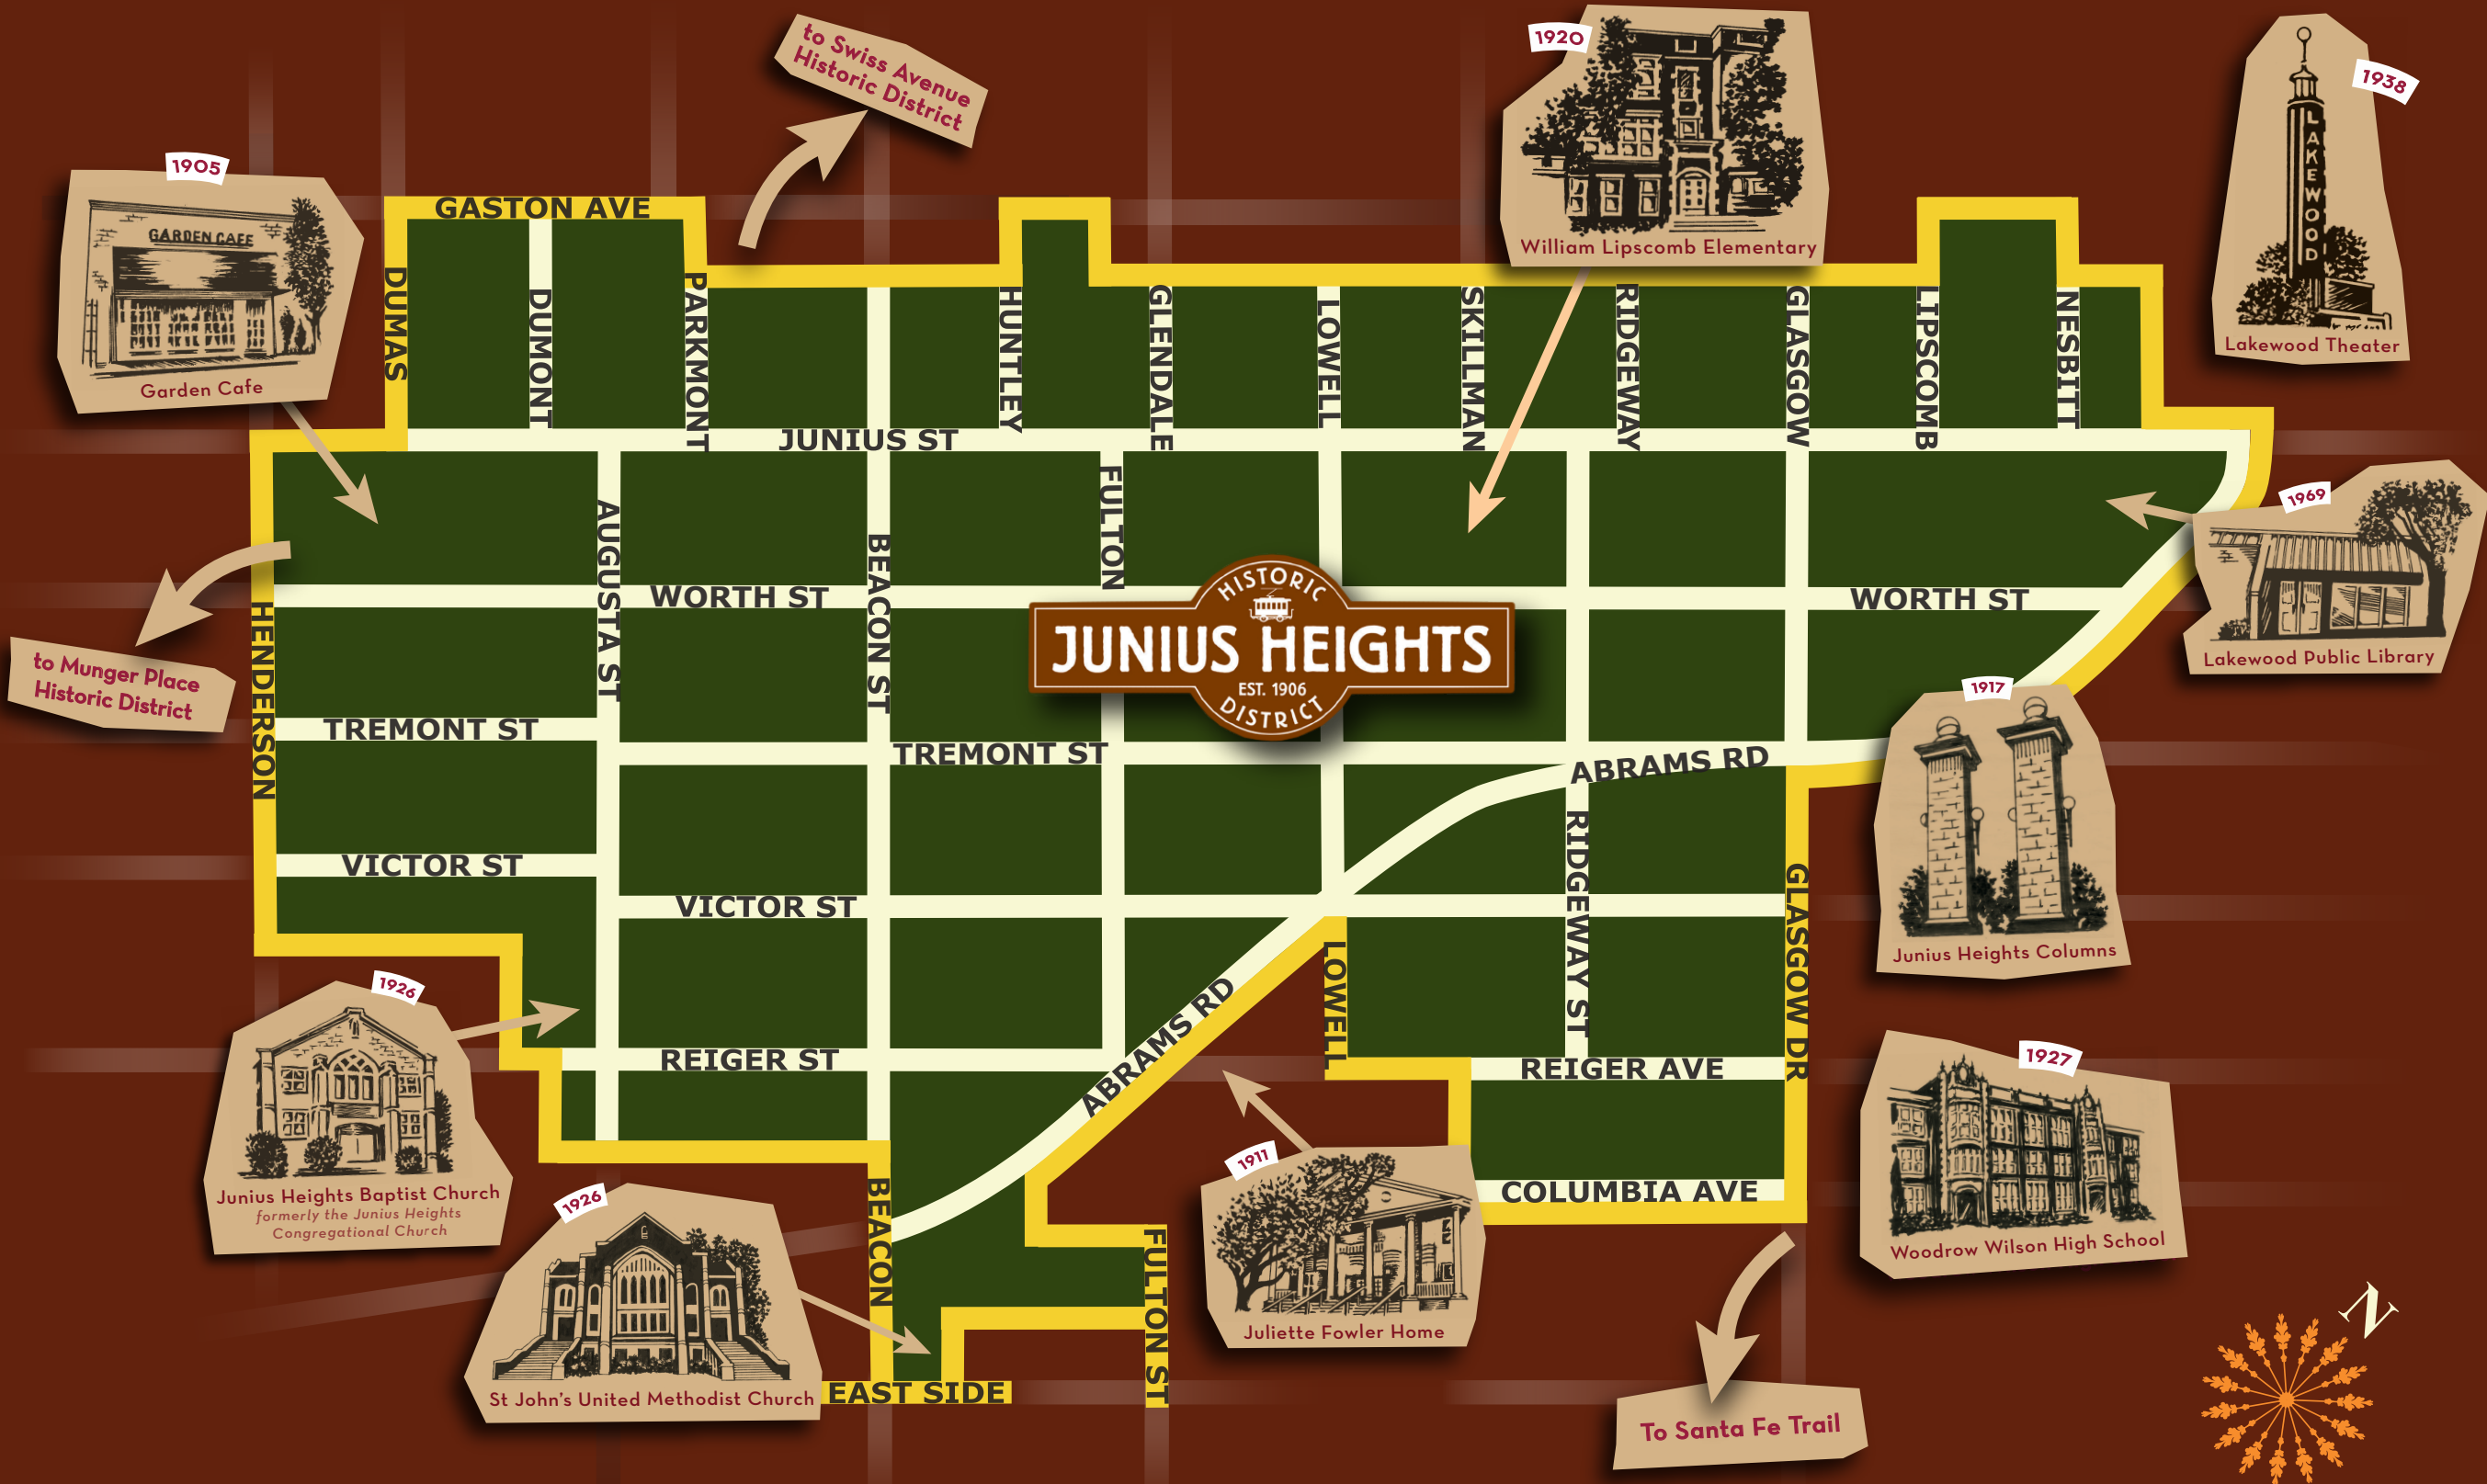 to Swiss Avenue
Historic District
1920
William Lipscomb Elementary
1938
LAKEWOOD
Lakewood Theater
1905
GARDEN CAFE
Garden Cafe
GASTON AVE
DUMAS
DUMONT
PARKMONT
HUNTLEY
GLENDALE
LOWELL
SKILLMAN
RIDGEWAY
GLASGOW
LIPSCOMB
NESBITT
JUNIUS ST
FULTON
AUGUSTA ST
BEACON ST
HENDERSON
WORTH ST
WORTH ST
1969
Lakewood Public Library
HISTORIC
JUNIUS HEIGHTS
EST. 1906
DISTRICT
to Munger Place
Historic District
TREMONT ST
TREMONT ST
ABRAMS RD
1917
Junius Heights Columns
VICTOR ST
VICTOR ST
RIDGEWAY ST
GLASGOW DR
LOWELL
ABRAMS RD
REIGER ST
REIGER AVE
1926
Junius Heights Baptist Church
formerly the Junius Heights
Congregational Church
1927
Woodrow Wilson High School
1911
Juliette Fowler Home
COLUMBIA AVE
1926
St John's United Methodist Church
BEACON
FULTON ST
EAST SIDE
To Santa Fe Trail
N